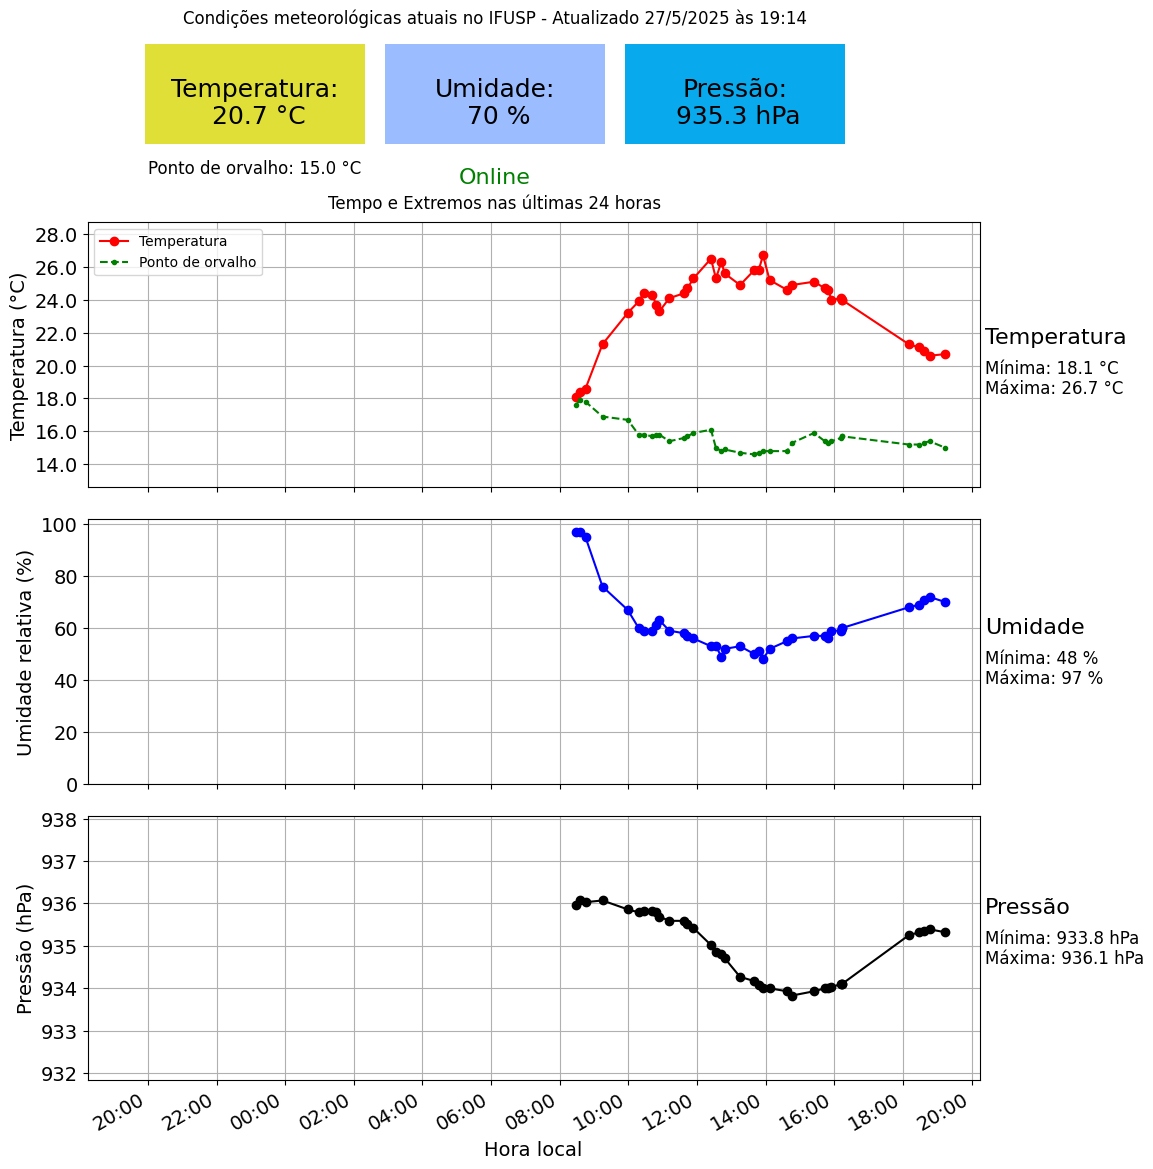 Condições meteorológicas atuais no IFUSP - Atualizado 27/5/2025 às 19:14
Temperatura:
20.7 °C
Umidade:
70 %
Pressão:
935.3 hPa
Ponto de orvalho: 15.0 °C
Online
Tempo e Extremos nas últimas 24 horas
Temperatura (°C)
28.0
26.0
24.0
22.0
20.0
18.0
16.0
14.0
Temperatura
Ponto de orvalho
Temperatura
Mínima: 18.1 °C
Máxima: 26.7 °C
Umidade relativa (%)
100
80
60
40
20
0
Umidade
Mínima: 48 %
Máxima: 97 %
Pressão (hPa)
938
937
936
935
934
933
932
Pressão
Mínima: 933.8 hPa
Máxima: 936.1 hPa
20:00 22:00 00:00 02:00 04:00 06:00 08:00 10:00 12:00 14:00 16:00 18:00 20:00
Hora local